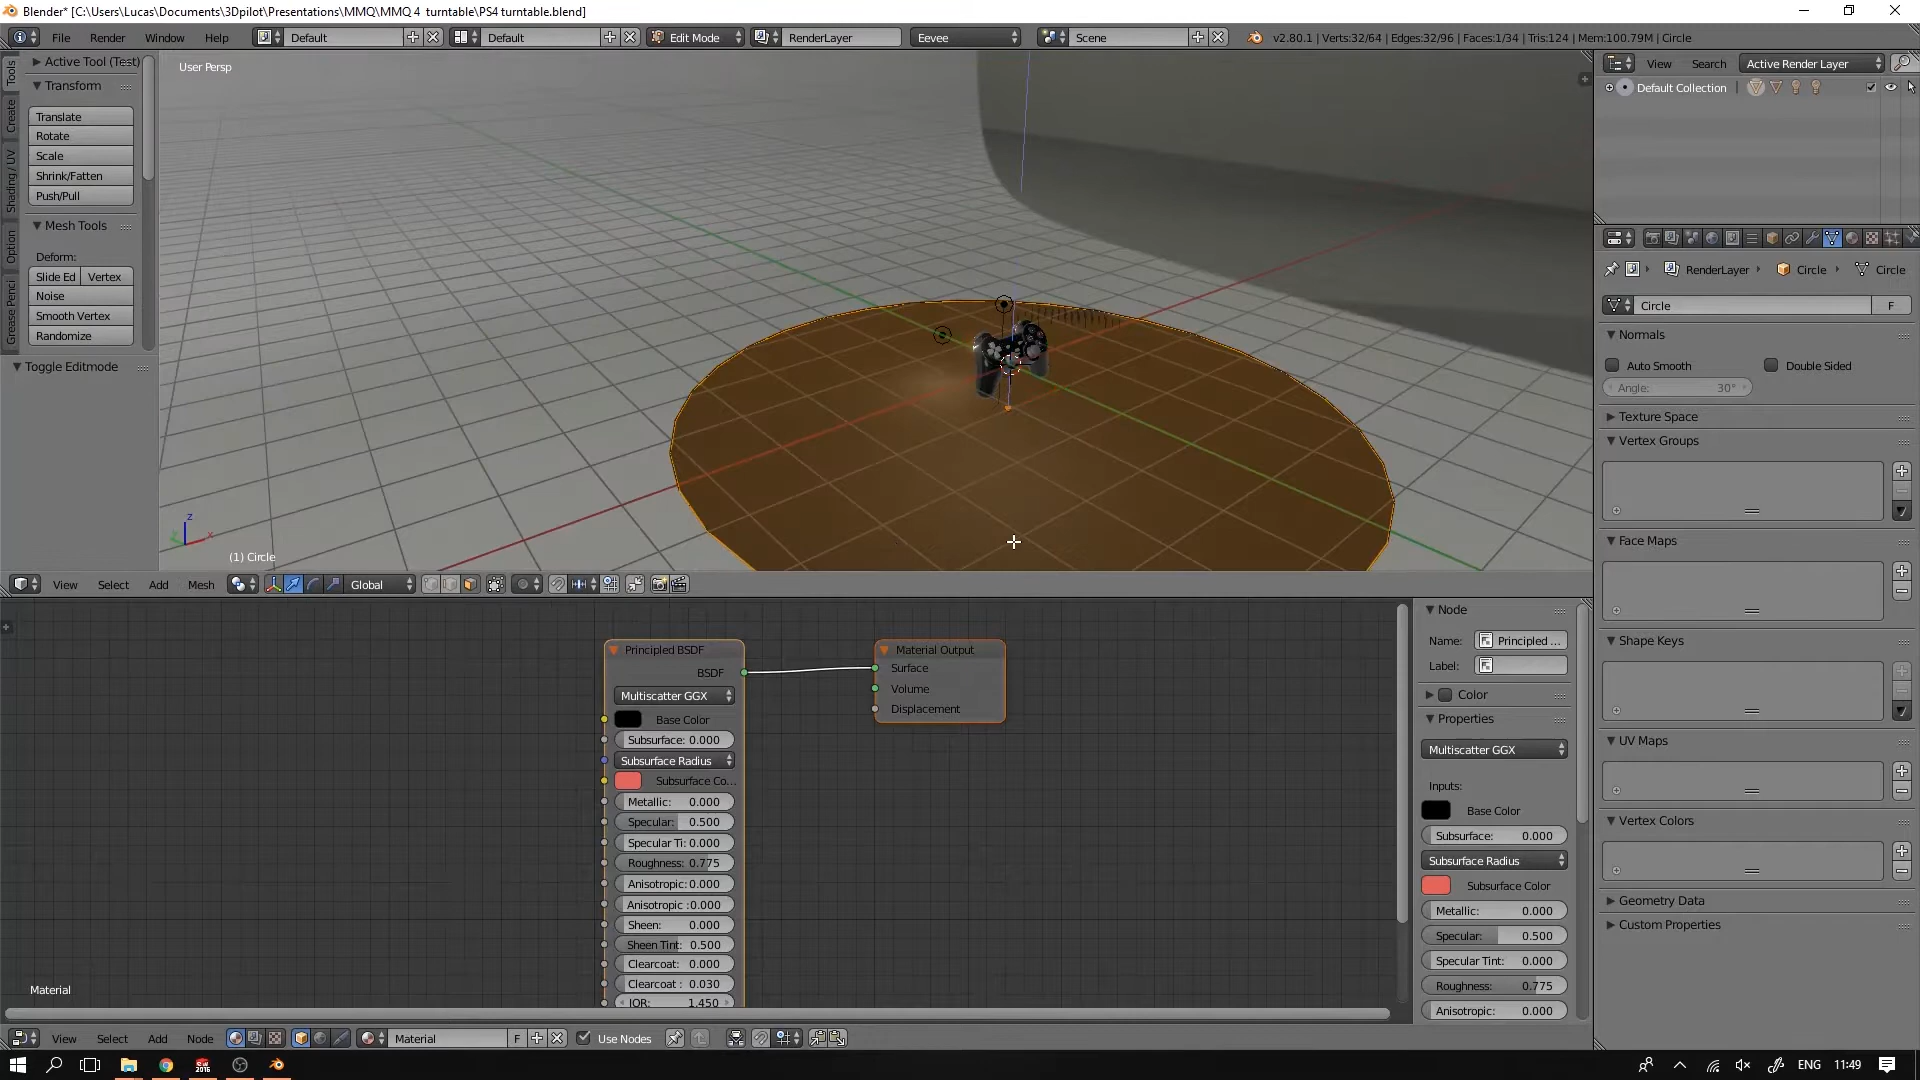 Blender* [C:\Users\Lucas\Documents\3Dpilot\Presentations\MMQ\MMQ 4  turntable\PS4 turntable.blend]
File Render Window Help Default Default Edit Mode RenderLayer Eevee Scene v2.80.1 | Verts:32/64 | Edges:32/96 | Faces:1/34 | Tris:124 | Mem:100.79M | Circle
Tools
Create
Shading / UV
Option
Grease Penci
Active Tool (Test)
Transform
Translate
Rotate
Scale
Shrink/Fatten
Push/Pull
Mesh Tools
Deform:
Slide Ed Vertex
Noise
Smooth Vertex
Randomize
Toggle Editmode
User Persp
z
x
y
(1) Circle
View Select Add Mesh Global
Principled BSDF
BSDF
Multiscatter GGX
Base Color
Subsurface: 0.000
Subsurface Radius
Subsurface Co...
Metallic: 0.000
Specular: 0.500
Specular Ti: 0.000
Roughness: 0.775
Anisotropic: 0.000
Anisotropic : 0.000
Sheen: 0.000
Sheen Tint: 0.500
Clearcoat: 0.000
Clearcoat : 0.030
IOR: 1.450
Material Output
Surface
Volume
Displacement
Material
Node
Name: Principled ...
Label:
Color
Properties
Multiscatter GGX
Inputs:
Base Color
Subsurface: 0.000
Subsurface Radius
Subsurface Color
Metallic: 0.000
Specular: 0.500
Specular Tint: 0.000
Roughness: 0.775
Anisotropic: 0.000
View Select Add Node Material F Use Nodes
View Search Active Render Layer
Default Collection
RenderLayer Circle Circle
Circle F
Normals
Auto Smooth Double Sided
Angle: 30°
Texture Space
Vertex Groups
Face Maps
Shape Keys
UV Maps
Vertex Colors
Geometry Data
Custom Properties
2016
ENG 11:49